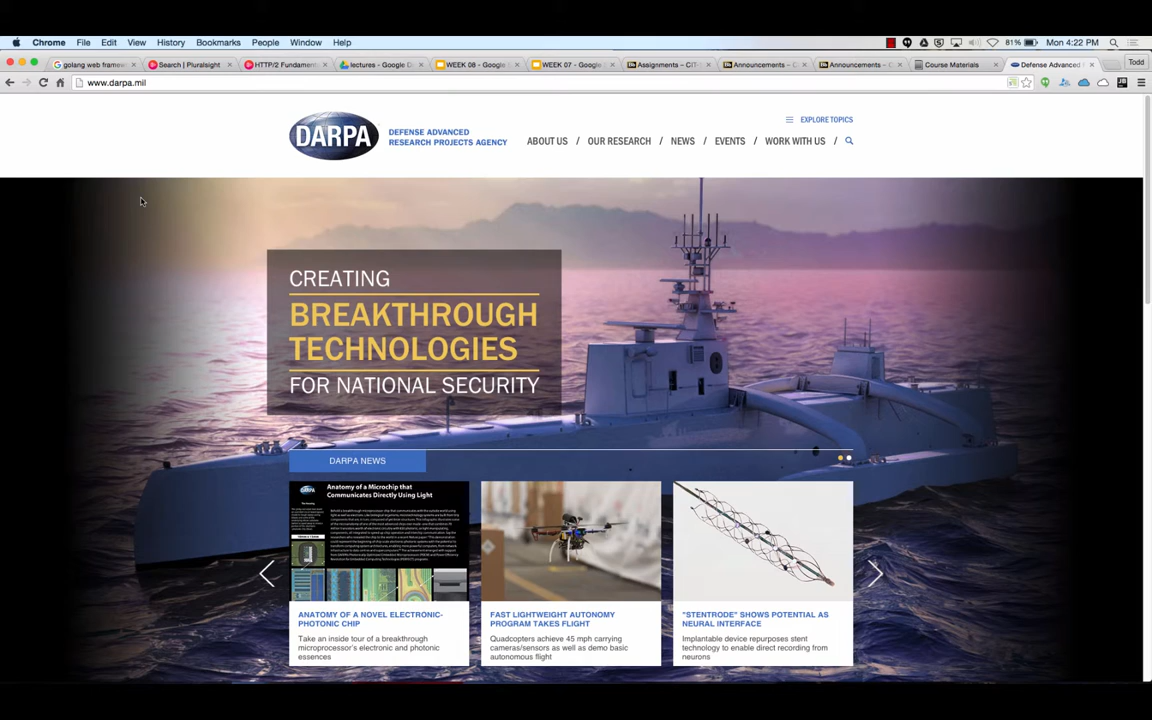 Chrome File Edit View History Bookmarks People Window Help 81% Mon 4:22 PM
golang web framew Search | Pluralsight HTTP/2 Fundament lectures - Google D WEEK 08 - Google WEEK 07 - Google Assignments – CIT- Announcements – C Announcements – C Course Materials Defense Advanced Todd
www.darpa.mil
EXPLORE TOPICS
DARPA
DEFENSE ADVANCED
RESEARCH PROJECTS AGENCY
ABOUT US / OUR RESEARCH / NEWS / EVENTS / WORK WITH US /
CREATING
BREAKTHROUGH
TECHNOLOGIES
FOR NATIONAL SECURITY
DARPA NEWS
Anatomy of a Microchip that
Communicates Directly Using Light
ANATOMY OF A NOVEL ELECTRONIC-
PHOTONIC CHIP
Take an inside tour of a breakthrough
microprocessor's electronic and photonic
essences
FAST LIGHTWEIGHT AUTONOMY
PROGRAM TAKES FLIGHT
Quadcopters achieve 45 mph carrying
cameras/sensors as well as demo basic
autonomous flight
"STENTRODE" SHOWS POTENTIAL AS
NEURAL INTERFACE
Implantable device repurposes stent
technology to enable direct recording from
neurons